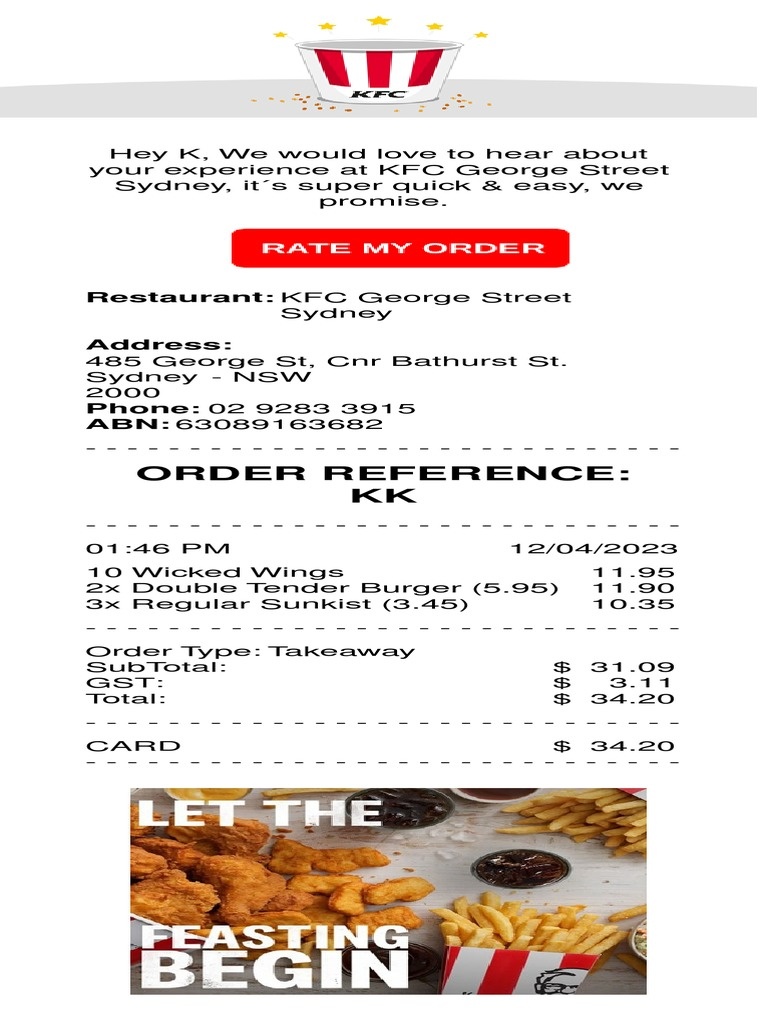 KFC
Hey K, We would love to hear about
your experience at KFC George Street
Sydney, it´s super quick & easy, we
promise.
RATE MY ORDER
Restaurant: KFC George Street
Sydney
Address:
485 George St, Cnr Bathurst St.
Sydney - NSW
2000
Phone: 02 9283 3915
ABN: 63089163682
ORDER REFERENCE:
KK
01:46 PM 12/04/2023
10 Wicked Wings 11.95
2x Double Tender Burger (5.95) 11.90
3x Regular Sunkist (3.45) 10.35
Order Type: Takeaway
SubTotal: $ 31.09
GST: $ 3.11
Total: $ 34.20
CARD $ 34.20
LET THE
FEASTING
BEGIN